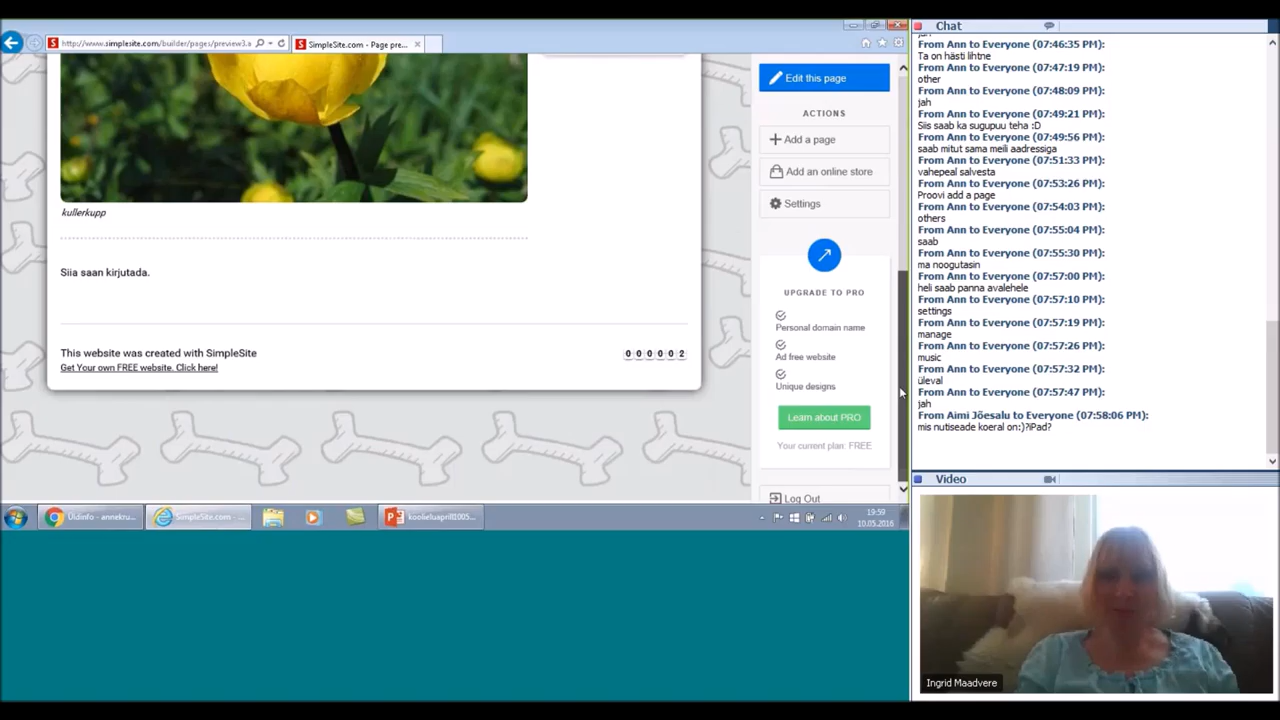 http://www.simplesite.com/builder/pages/preview3.a
SimpleSite.com - Page pre...
kullerkupp
Siia saan kirjutada.
This website was created with SimpleSite
000002
Get Your own FREE website. Click here!
Edit this page
ACTIONS
Add a page
Add an online store
Settings
UPGRADE TO PRO
Personal domain name
Ad free website
Unique designs
Learn about PRO
Your current plan: FREE
Log Out
Uidinfo - annekru...
SimpleSite.com - ...
koolieluaprill1005...
19:59
10.05.2016
Chat
From Ann to Everyone (07:46:35 PM):
Ta on hästi lihtne
From Ann to Everyone (07:47:19 PM):
other
From Ann to Everyone (07:48:09 PM):
jah
From Ann to Everyone (07:49:21 PM):
Siis saab ka sugupuu teha :D
From Ann to Everyone (07:49:56 PM):
saab mitut sama meili aadressiga
From Ann to Everyone (07:51:33 PM):
vahepeal salvesta
From Ann to Everyone (07:53:26 PM):
Proovi add a page
From Ann to Everyone (07:54:03 PM):
others
From Ann to Everyone (07:55:04 PM):
saab
From Ann to Everyone (07:55:30 PM):
ma noogutasin
From Ann to Everyone (07:57:00 PM):
heli saab panna avalehele
From Ann to Everyone (07:57:10 PM):
settings
From Ann to Everyone (07:57:19 PM):
manage
From Ann to Everyone (07:57:26 PM):
music
From Ann to Everyone (07:57:32 PM):
üleval
From Ann to Everyone (07:57:47 PM):
jah
From Aimi Jõesalu to Everyone (07:58:06 PM):
mis nutiseade koeral on:)?iPad?
Video
Ingrid Maadvere